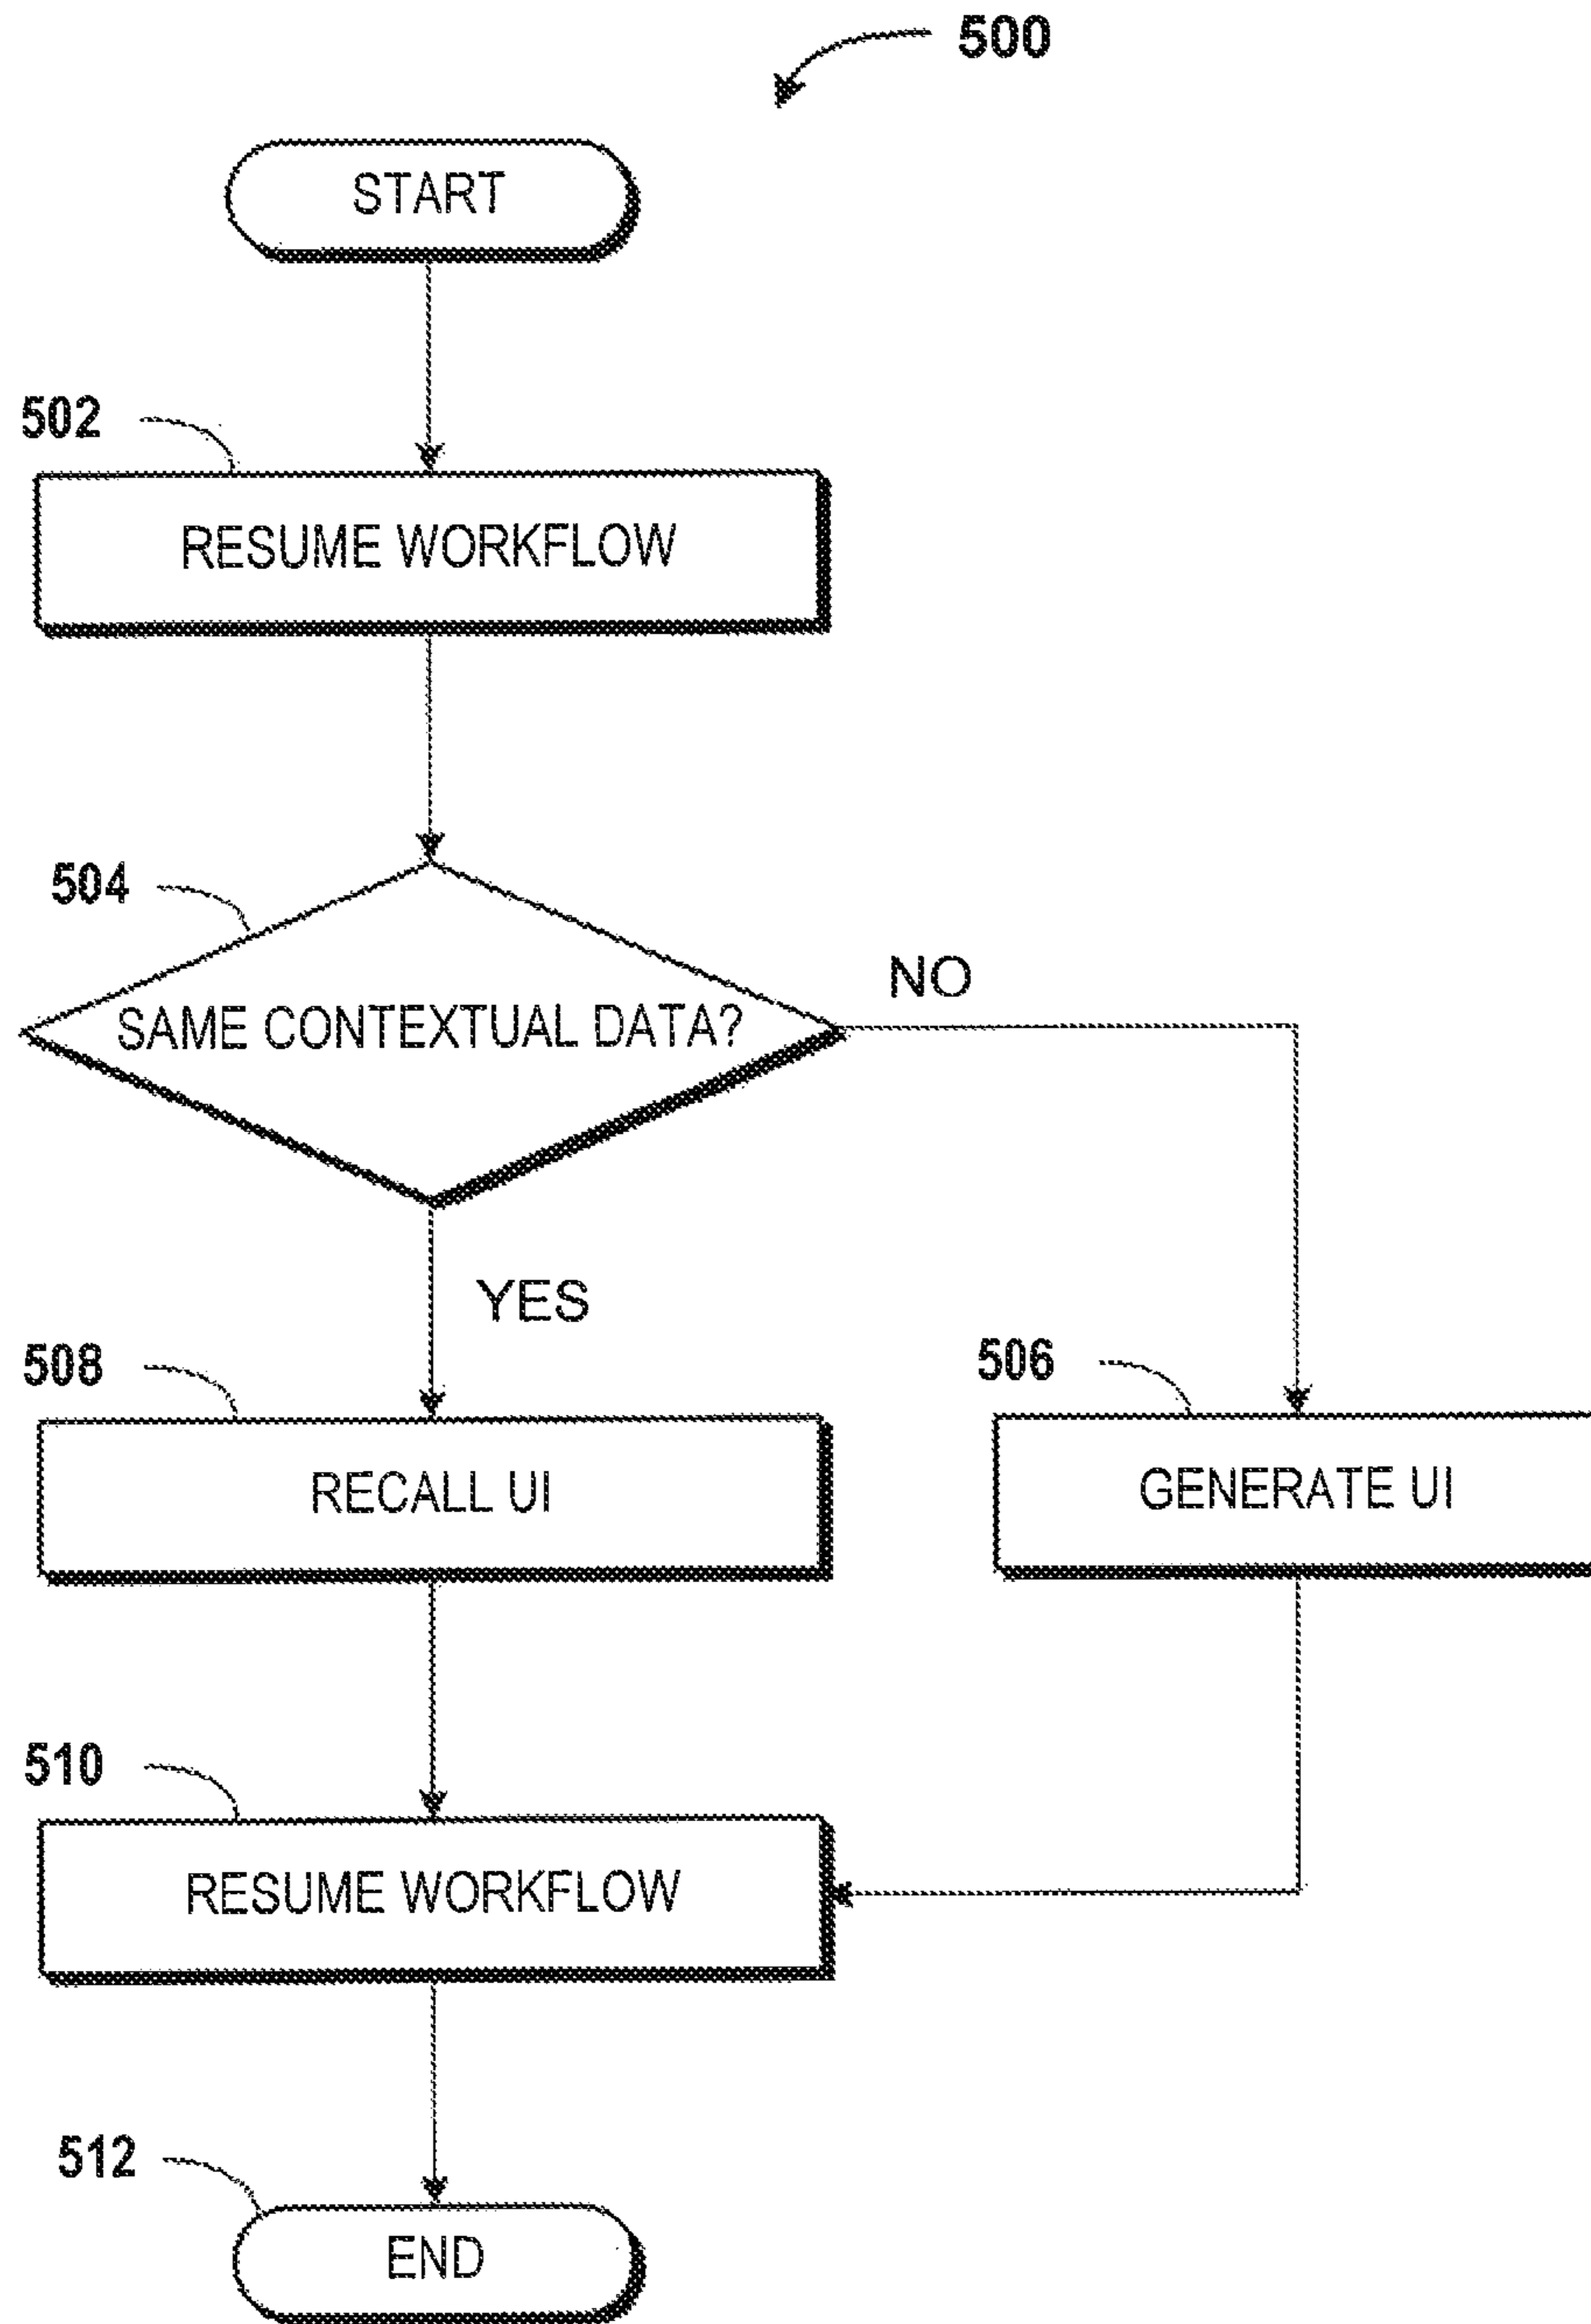 500
START
502
RESUME WORKFLOW
504
NO
SAME CONTEXTUAL DATA?
YES
508
506
RECALL UI
GENERATE UI
510
RESUME WORKFLOW
512
END